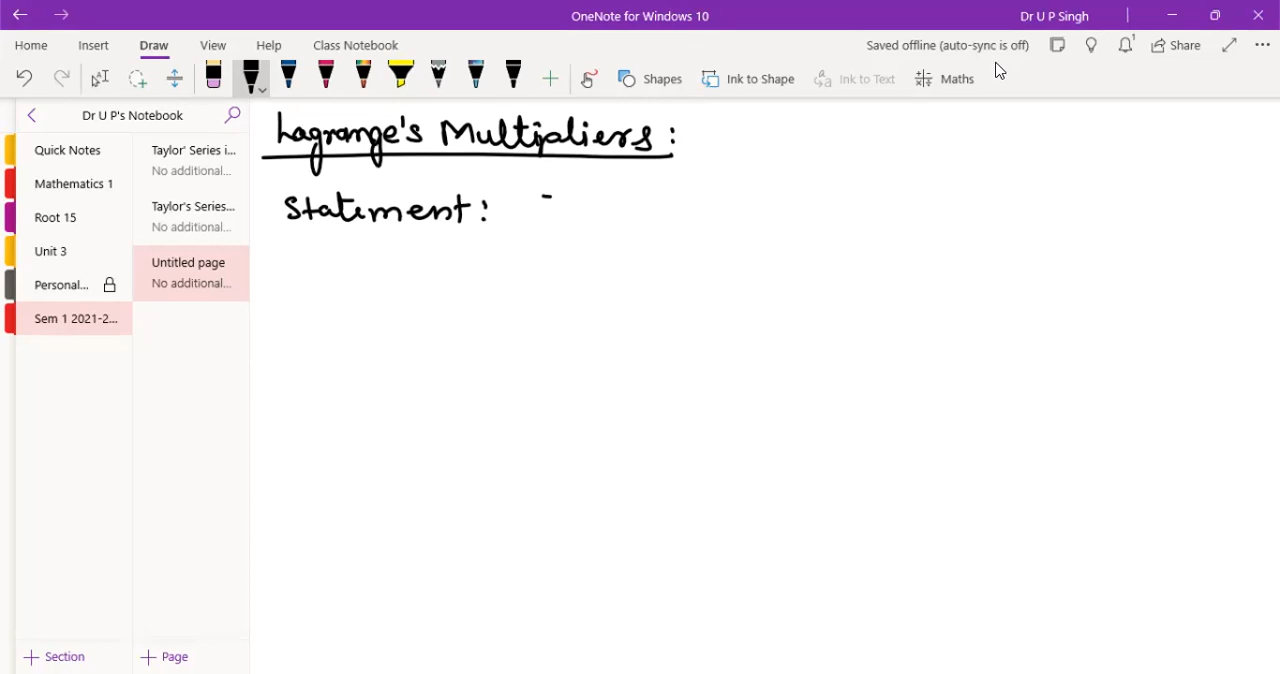 OneNote for Windows 10
Dr U P Singh
Home Insert Draw View Help Class Notebook
Saved offline (auto-sync is off)
1
Share
Shapes
Ink to Shape
Ink to Text
Maths
Dr U P's Notebook
Quick Notes
Mathematics 1
Root 15
Unit 3
Personal...
Sem 1 2021-2...
Taylor' Series i...
No additional...
Taylor's Series...
No additional...
Untitled page
No additional...
Lagrange's Multipliers :
Statement :
Section
Page